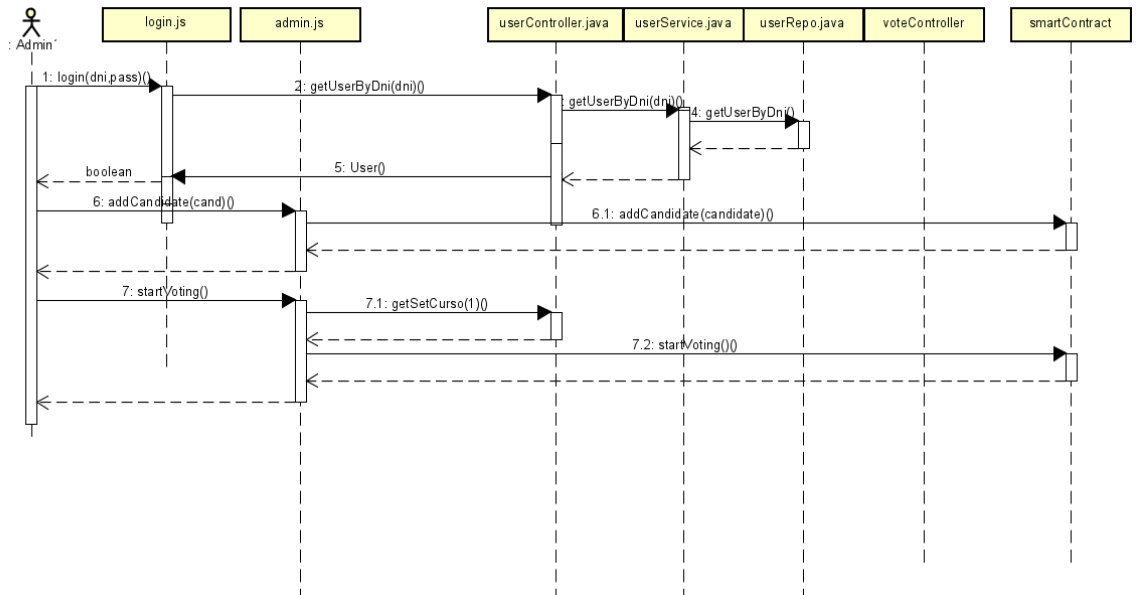 login.js
admin.js
userController.java
userService.java
userRepo.java
voteController
smartContract
: Admin´
1: login(dni,pass)()
2: getUserByDni(dni)()
: getUserByDni(dni)()
4: getUserByDni()
5: User()
boolean
6: addCandidate(cand)()
6.1: addCandidate(candidate)()
7: startVoting()
7.1: getSetCurso(1)()
7.2: startVoting()()